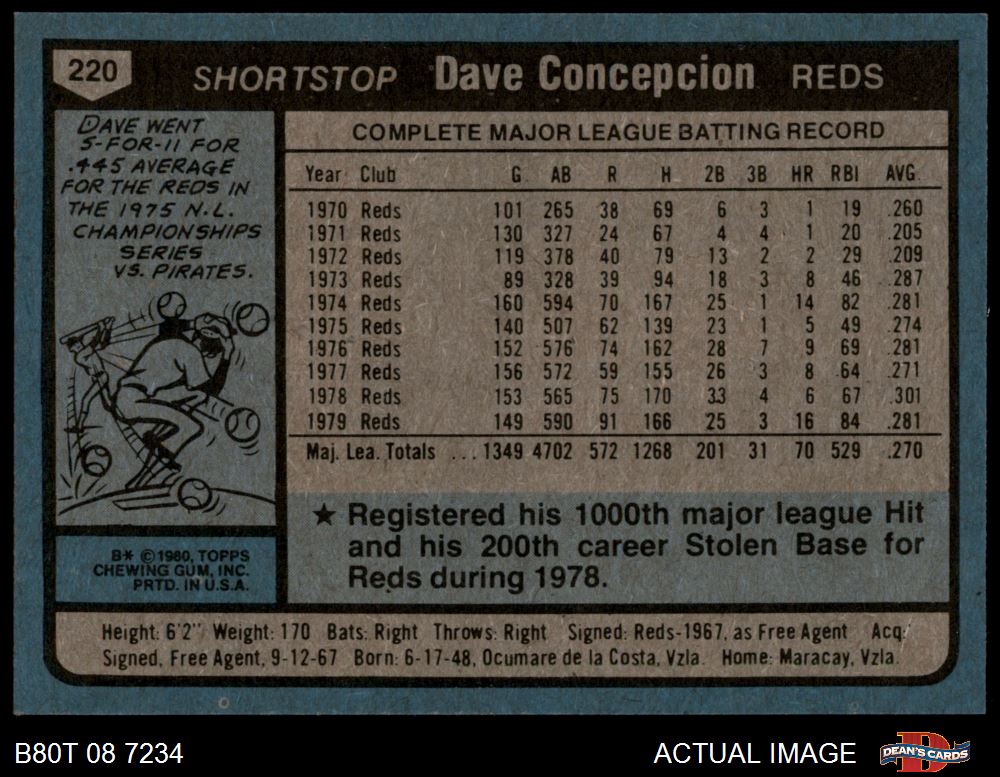 220 SHORTSTOP Dave Concepcion REDS
DAVE WENT
5-FOR-11 FOR
.445 AVERAGE
FOR THE REDS IN
THE 1975 N.L.
CHAMPIONSHIPS
SERIES
VS. PIRATES.
COMPLETE MAJOR LEAGUE BATTING RECORD
Year Club G AB R H 2B 3B HR RBI AVG.
1970 Reds 101 265 38 69 6 3 1 19 .260
1971 Reds 130 327 24 67 4 4 1 20 .205
1972 Reds 119 378 40 79 13 2 2 29 .209
1973 Reds 89 328 39 94 18 3 8 46 .287
1974 Reds 160 594 70 167 25 1 14 82 .281
1975 Reds 140 507 62 139 23 1 5 49 .274
1976 Reds 152 576 74 162 28 7 9 69 .281
1977 Reds 156 572 59 155 26 3 8 64 .271
1978 Reds 153 565 75 170 33 4 6 67 .301
1979 Reds 149 590 91 166 25 3 16 84 .281
Maj. Lea. Totals ... 1349 4702 572 1268 201 31 70 529 .270
★ Registered his 1000th major league Hit
and his 200th career Stolen Base for
Reds during 1978.
B* ©1980, TOPPS
CHEWING GUM, INC.
PRTD. IN U.S.A.
Height: 6'2" Weight: 170 Bats: Right Throws: Right Signed: Reds-1967, as Free Agent Acq:
Signed, Free Agent, 9-12-67 Born: 6-17-48, Ocumare de la Costa, Vzla. Home: Maracay, Vzla.
B80T 08 7234 ACTUAL IMAGE DEAN'S CARDS